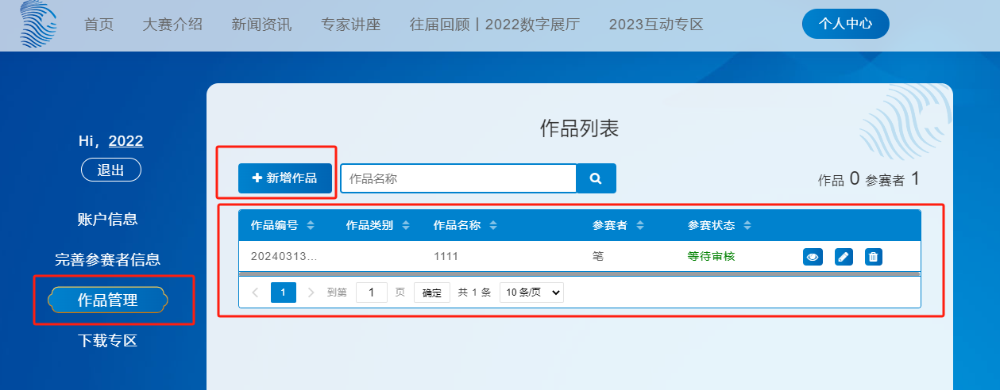 首页 大赛介绍 新闻资讯 专家讲座 往届回顾丨2022数字展厅 2023互动专区 个人中心
Hi，2022
退出
账户信息
完善参赛者信息
作品管理
下载专区
作品列表
新增作品 作品名称 作品 0 参赛者 1
作品编号 作品类别 作品名称 参赛者 参赛状态
20240313... 1111 笔 等待审核
1 到第 1 页 确定 共 1 条 10 条/页